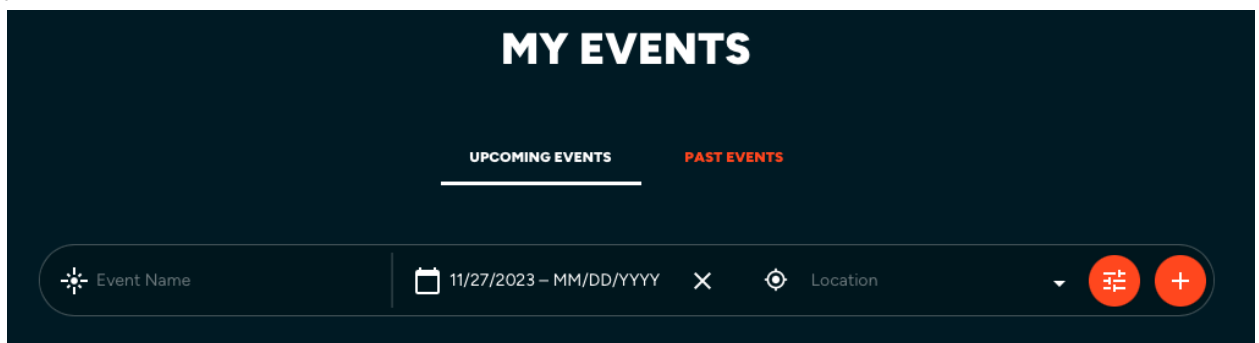 MY EVENTS
UPCOMING EVENTS PAST EVENTS
Event Name 11/27/2023 – MM/DD/YYYY Location